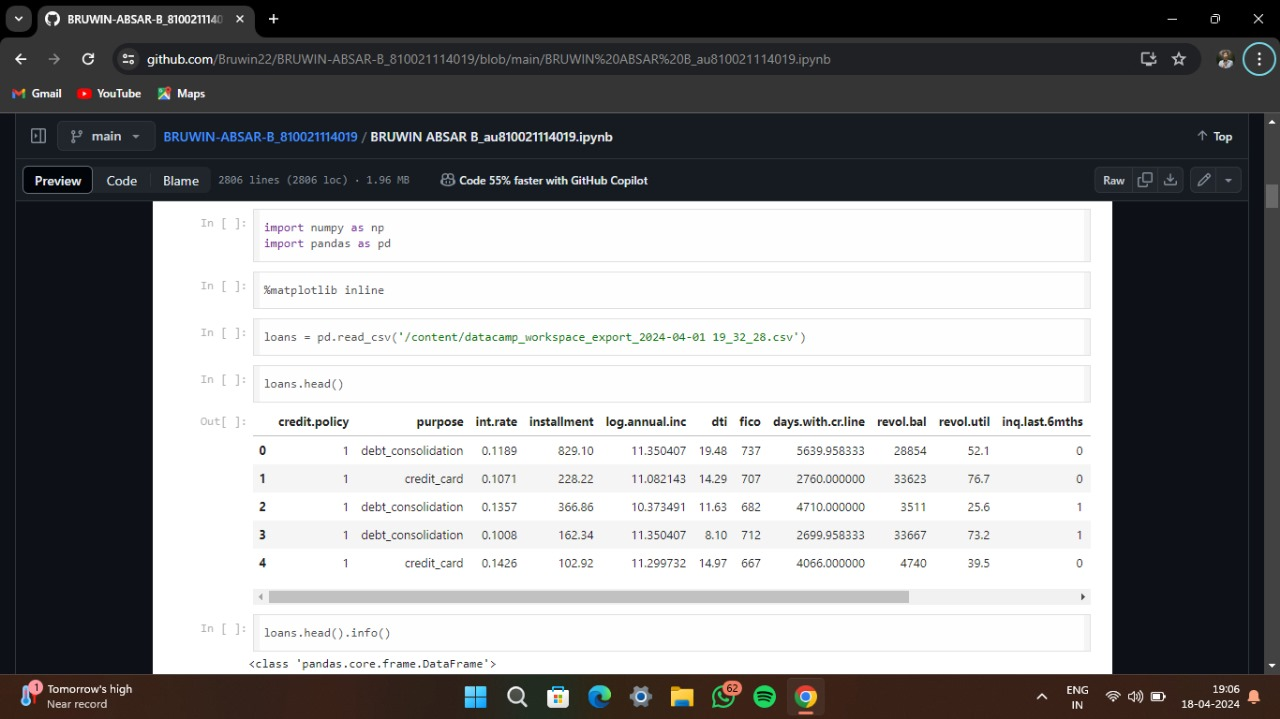 BRUWIN-ABSAR-B_810021114019
github.com/Bruwin22/BRUWIN-ABSAR-B_810021114019/blob/main/BRUWIN%20ABSAR%20B_au810021114019.ipynb
Gmail YouTube Maps
main BRUWIN-ABSAR-B_810021114019 / BRUWIN ABSAR B_au810021114019.ipynb Top
Preview Code Blame 2806 lines (2806 loc) · 1.96 MB Code 55% faster with GitHub Copilot Raw
In [ ]: import numpy as np
import pandas as pd
In [ ]: %matplotlib inline
In [ ]: loans = pd.read_csv('/content/datacamp_workspace_export_2024-04-01 19_32_28.csv')
In [ ]: loans.head()
Out[ ]: credit.policy purpose int.rate installment log.annual.inc dti fico days.with.cr.line revol.bal revol.util inq.last.6mths
0 1 debt_consolidation 0.1189 829.10 11.350407 19.48 737 5639.958333 28854 52.1 0
1 1 credit_card 0.1071 228.22 11.082143 14.29 707 2760.000000 33623 76.7 0
2 1 debt_consolidation 0.1357 366.86 10.373491 11.63 682 4710.000000 3511 25.6 1
3 1 debt_consolidation 0.1008 162.34 11.350407 8.10 712 2699.958333 33667 73.2 1
4 1 credit_card 0.1426 102.92 11.299732 14.97 667 4066.000000 4740 39.5 0
In [ ]: loans.head().info()
<class 'pandas.core.frame.DataFrame'>
1 Tomorrow's high
Near record
62
ENG
IN
19:06
18-04-2024